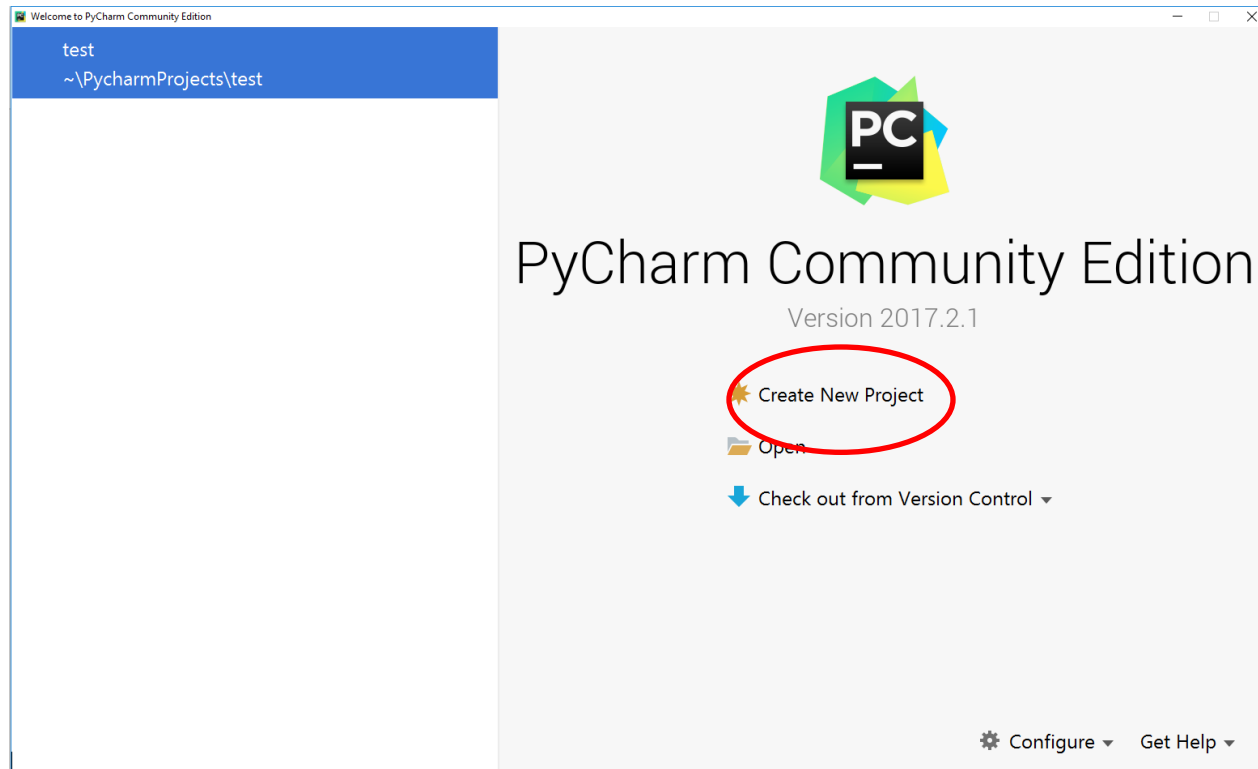 Welcome to PyCharm Community Edition
test
~\PycharmProjects\test
PC
PyCharm Community Edition
Version 2017.2.1
Create New Project
Open
Check out from Version Control
Configure
Get Help